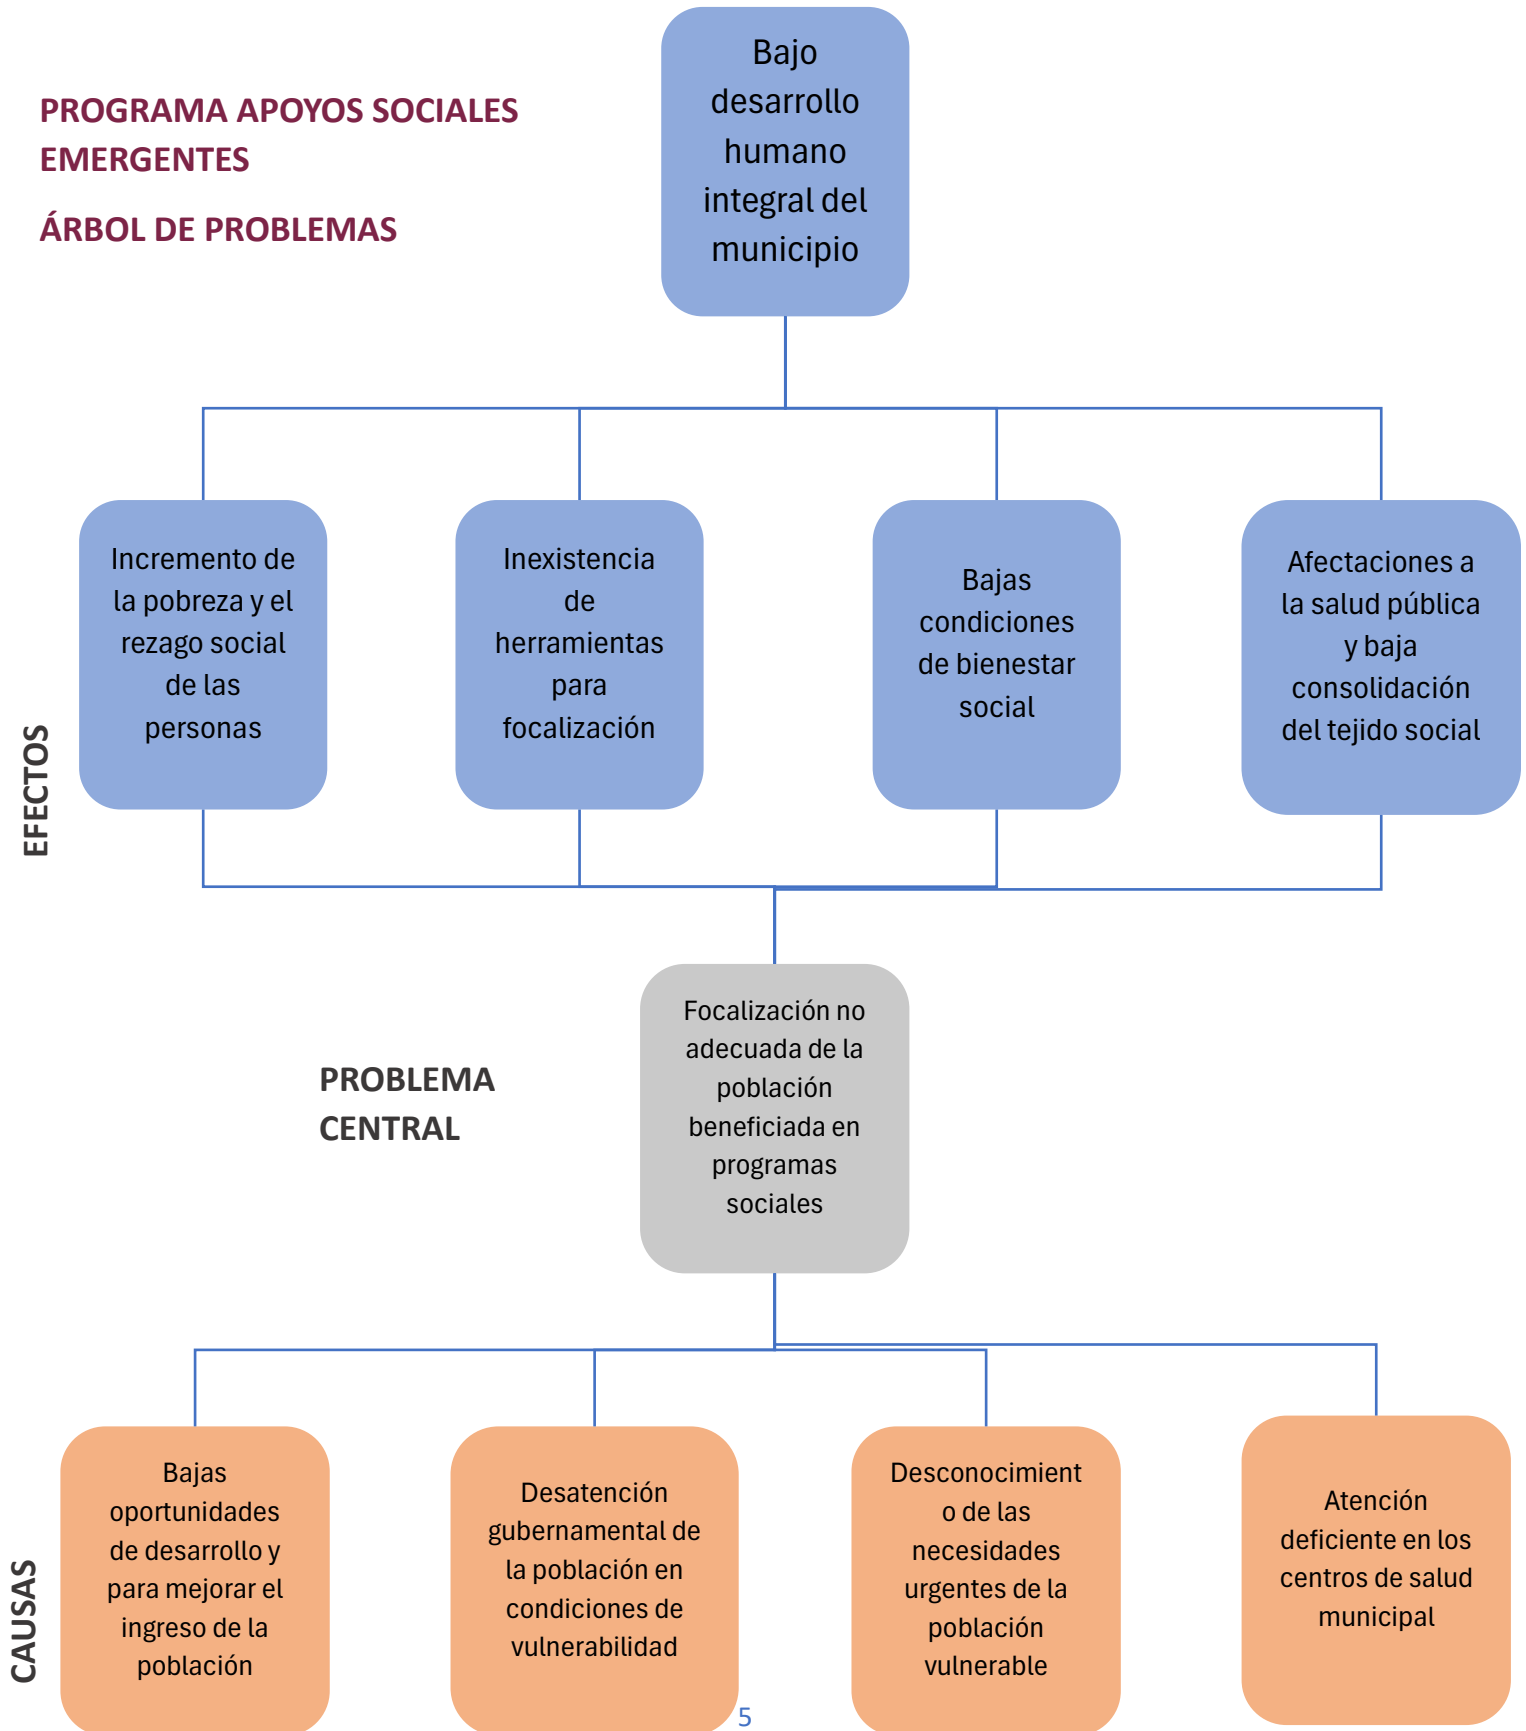 PROGRAMA APOYOS SOCIALES
EMERGENTES
ÁRBOL DE PROBLEMAS
Bajo
desarrollo
humano
integral del
municipio
EFECTOS
Incremento de
la pobreza y el
rezago social
de las
personas
Inexistencia
de
herramientas
para
focalización
Bajas
condiciones
de bienestar
social
Afectaciones a
la salud pública
y baja
consolidación
del tejido social
PROBLEMA
CENTRAL
Focalización no
adecuada de la
población
beneficiada en
programas
sociales
CAUSAS
Bajas
oportunidades
de desarrollo y
para mejorar el
ingreso de la
población
Desatención
gubernamental de
la población en
condiciones de
vulnerabilidad
Desconocimient
o de las
necesidades
urgentes de la
población
vulnerable
Atención
deficiente en los
centros de salud
municipal
5